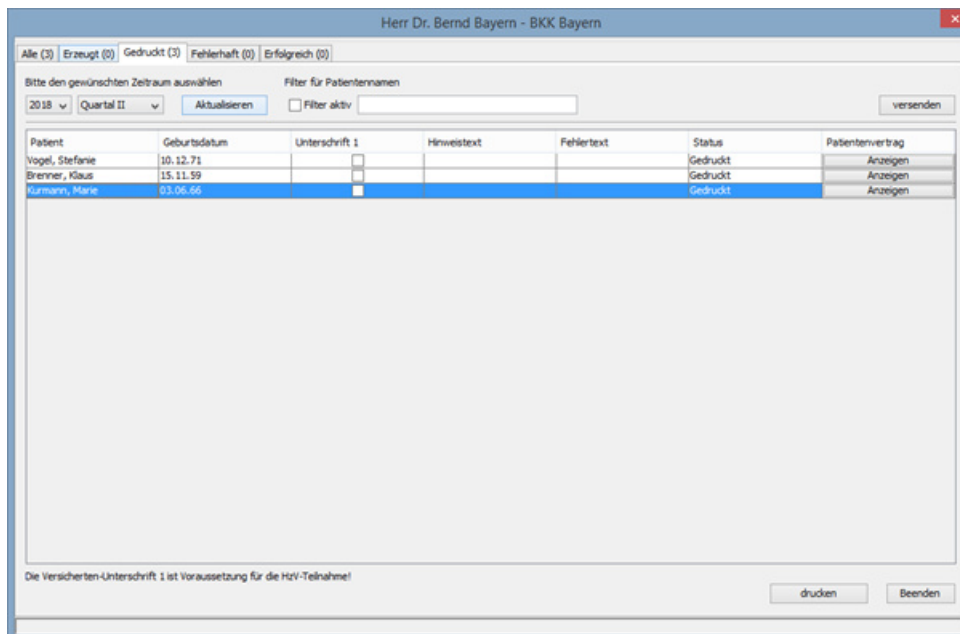 Herr Dr. Bernd Bayern - BKK Bayern
Alle (3) Erzeugt (0) Gedruckt (3) Fehlerhaft (0) Erfolgreich (0)
Bitte den gewünschten Zeitraum auswählen Filter für Patientennamen
2018 Quartal II Aktualisieren Filter aktiv versenden
Patient Geburtsdatum Unterschrift 1 Hinweistext Fehlertext Status Patientenvertrag
Vogel, Stefanie 10.12.71 Gedruckt Anzeigen
Brenner, Klaus 15.11.59 Gedruckt Anzeigen
Kurmann, Marie 03.06.66 Gedruckt Anzeigen
Die Versicherten-Unterschrift 1 ist Voraussetzung für die HzV-Teilnahme!
drucken Beenden